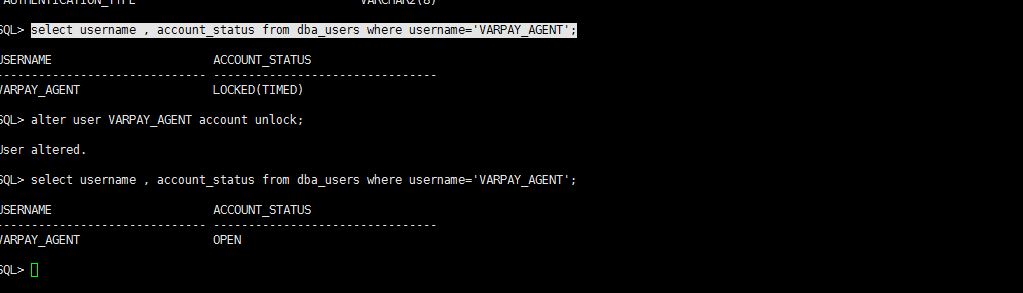 AUTHENTICATION_TYPE VARCHAR2(8)
SQL> select username , account_status from dba_users where username='VARPAY_AGENT';
USERNAME ACCOUNT_STATUS
------------------------------ --------------------------------
VARPAY_AGENT LOCKED(TIMED)
SQL> alter user VARPAY_AGENT account unlock;
User altered.
SQL> select username , account_status from dba_users where username='VARPAY_AGENT';
USERNAME ACCOUNT_STATUS
------------------------------ --------------------------------
VARPAY_AGENT OPEN
SQL>